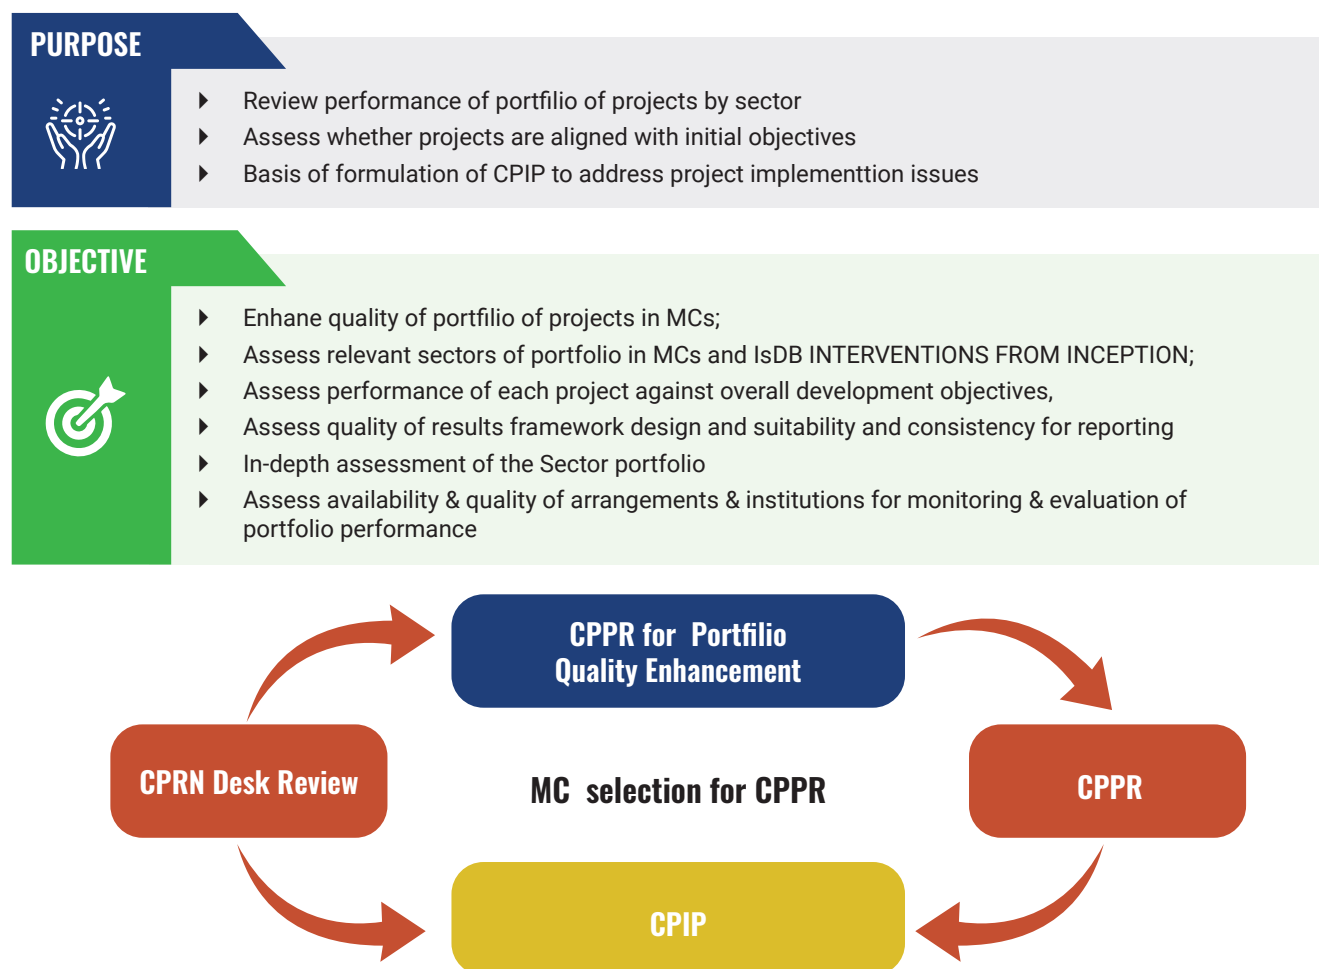 PURPOSE
Review performance of portfilio of projects by sector
Assess whether projects are aligned with initial objectives
Basis of formulation of CPIP to address project implementtion issues
OBJECTIVE
Enhane quality of portfilio of projects in MCs;
Assess relevant sectors of portfolio in MCs and IsDB INTERVENTIONS FROM INCEPTION;
Assess performance of each project against overall development objectives,
Assess quality of results framework design and suitability and consistency for reporting
In-depth assessment of the Sector portfolio
Assess availability & quality of arrangements & institutions for monitoring & evaluation of
portfolio performance
CPPR for Portfilio
Quality Enhancement
CPRN Desk Review
MC selection for CPPR
CPPR
CPIP